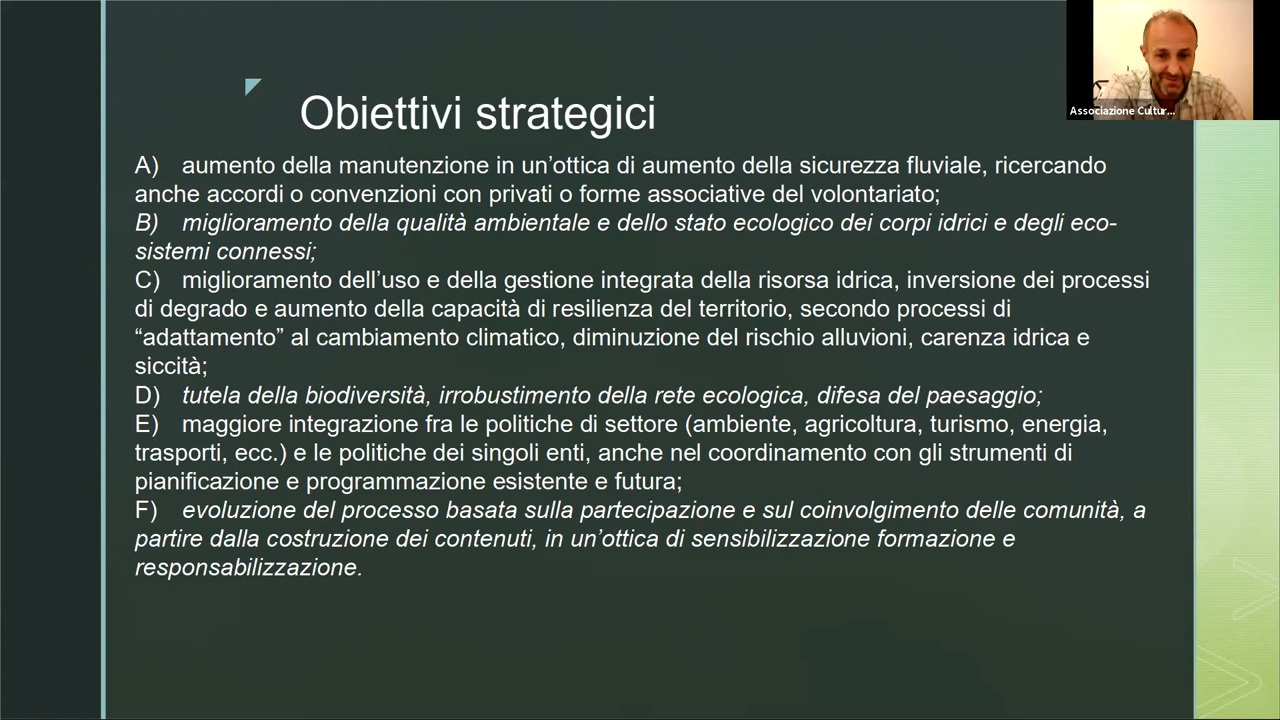 Obiettivi strategici
A) aumento della manutenzione in un’ottica di aumento della sicurezza fluviale, ricercando
anche accordi o convenzioni con privati o forme associative del volontariato;
B) miglioramento della qualità ambientale e dello stato ecologico dei corpi idrici e degli eco-
sistemi connessi;
C) miglioramento dell’uso e della gestione integrata della risorsa idrica, inversione dei processi
di degrado e aumento della capacità di resilienza del territorio, secondo processi di
“adattamento” al cambiamento climatico, diminuzione del rischio alluvioni, carenza idrica e
siccità;
D) tutela della biodiversità, irrobustimento della rete ecologica, difesa del paesaggio;
E) maggiore integrazione fra le politiche di settore (ambiente, agricoltura, turismo, energia,
trasporti, ecc.) e le politiche dei singoli enti, anche nel coordinamento con gli strumenti di
pianificazione e programmazione esistente e futura;
F) evoluzione del processo basata sulla partecipazione e sul coinvolgimento delle comunità, a
partire dalla costruzione dei contenuti, in un’ottica di sensibilizzazione formazione e
responsabilizzazione.
Associazione Cultur...